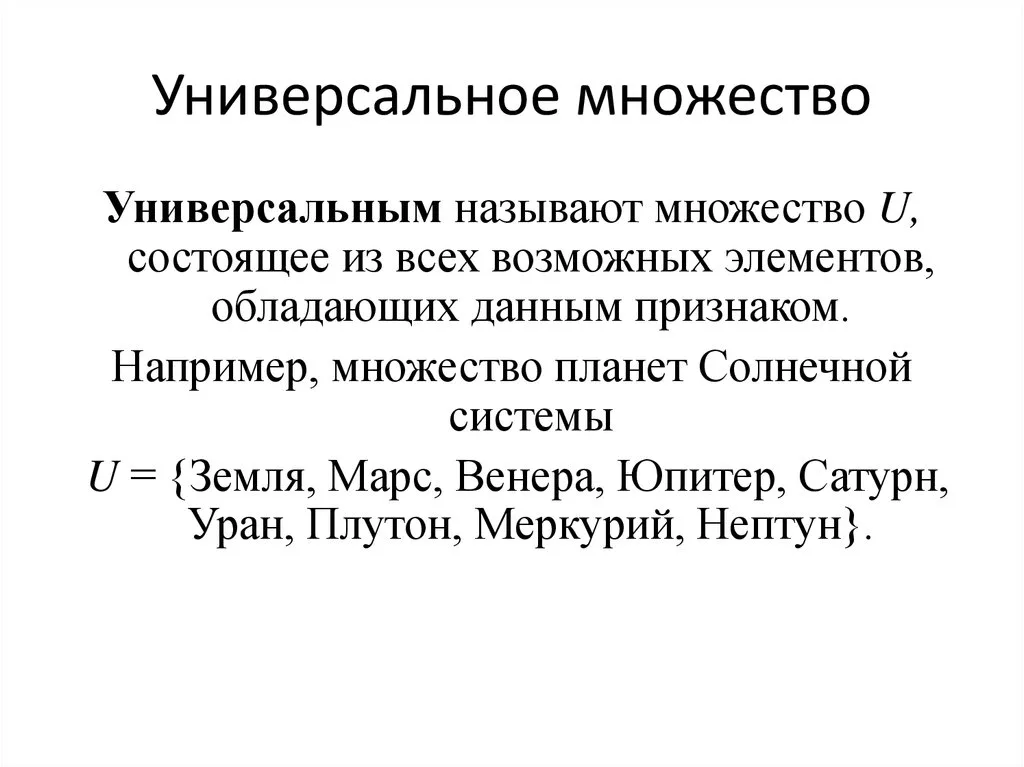 Универсальное множество
Универсальным называют множество U,
состоящее из всех возможных элементов,
обладающих данным признаком.
Например, множество планет Солнечной
системы
U = {Земля, Марс, Венера, Юпитер, Сатурн,
Уран, Плутон, Меркурий, Нептун}.